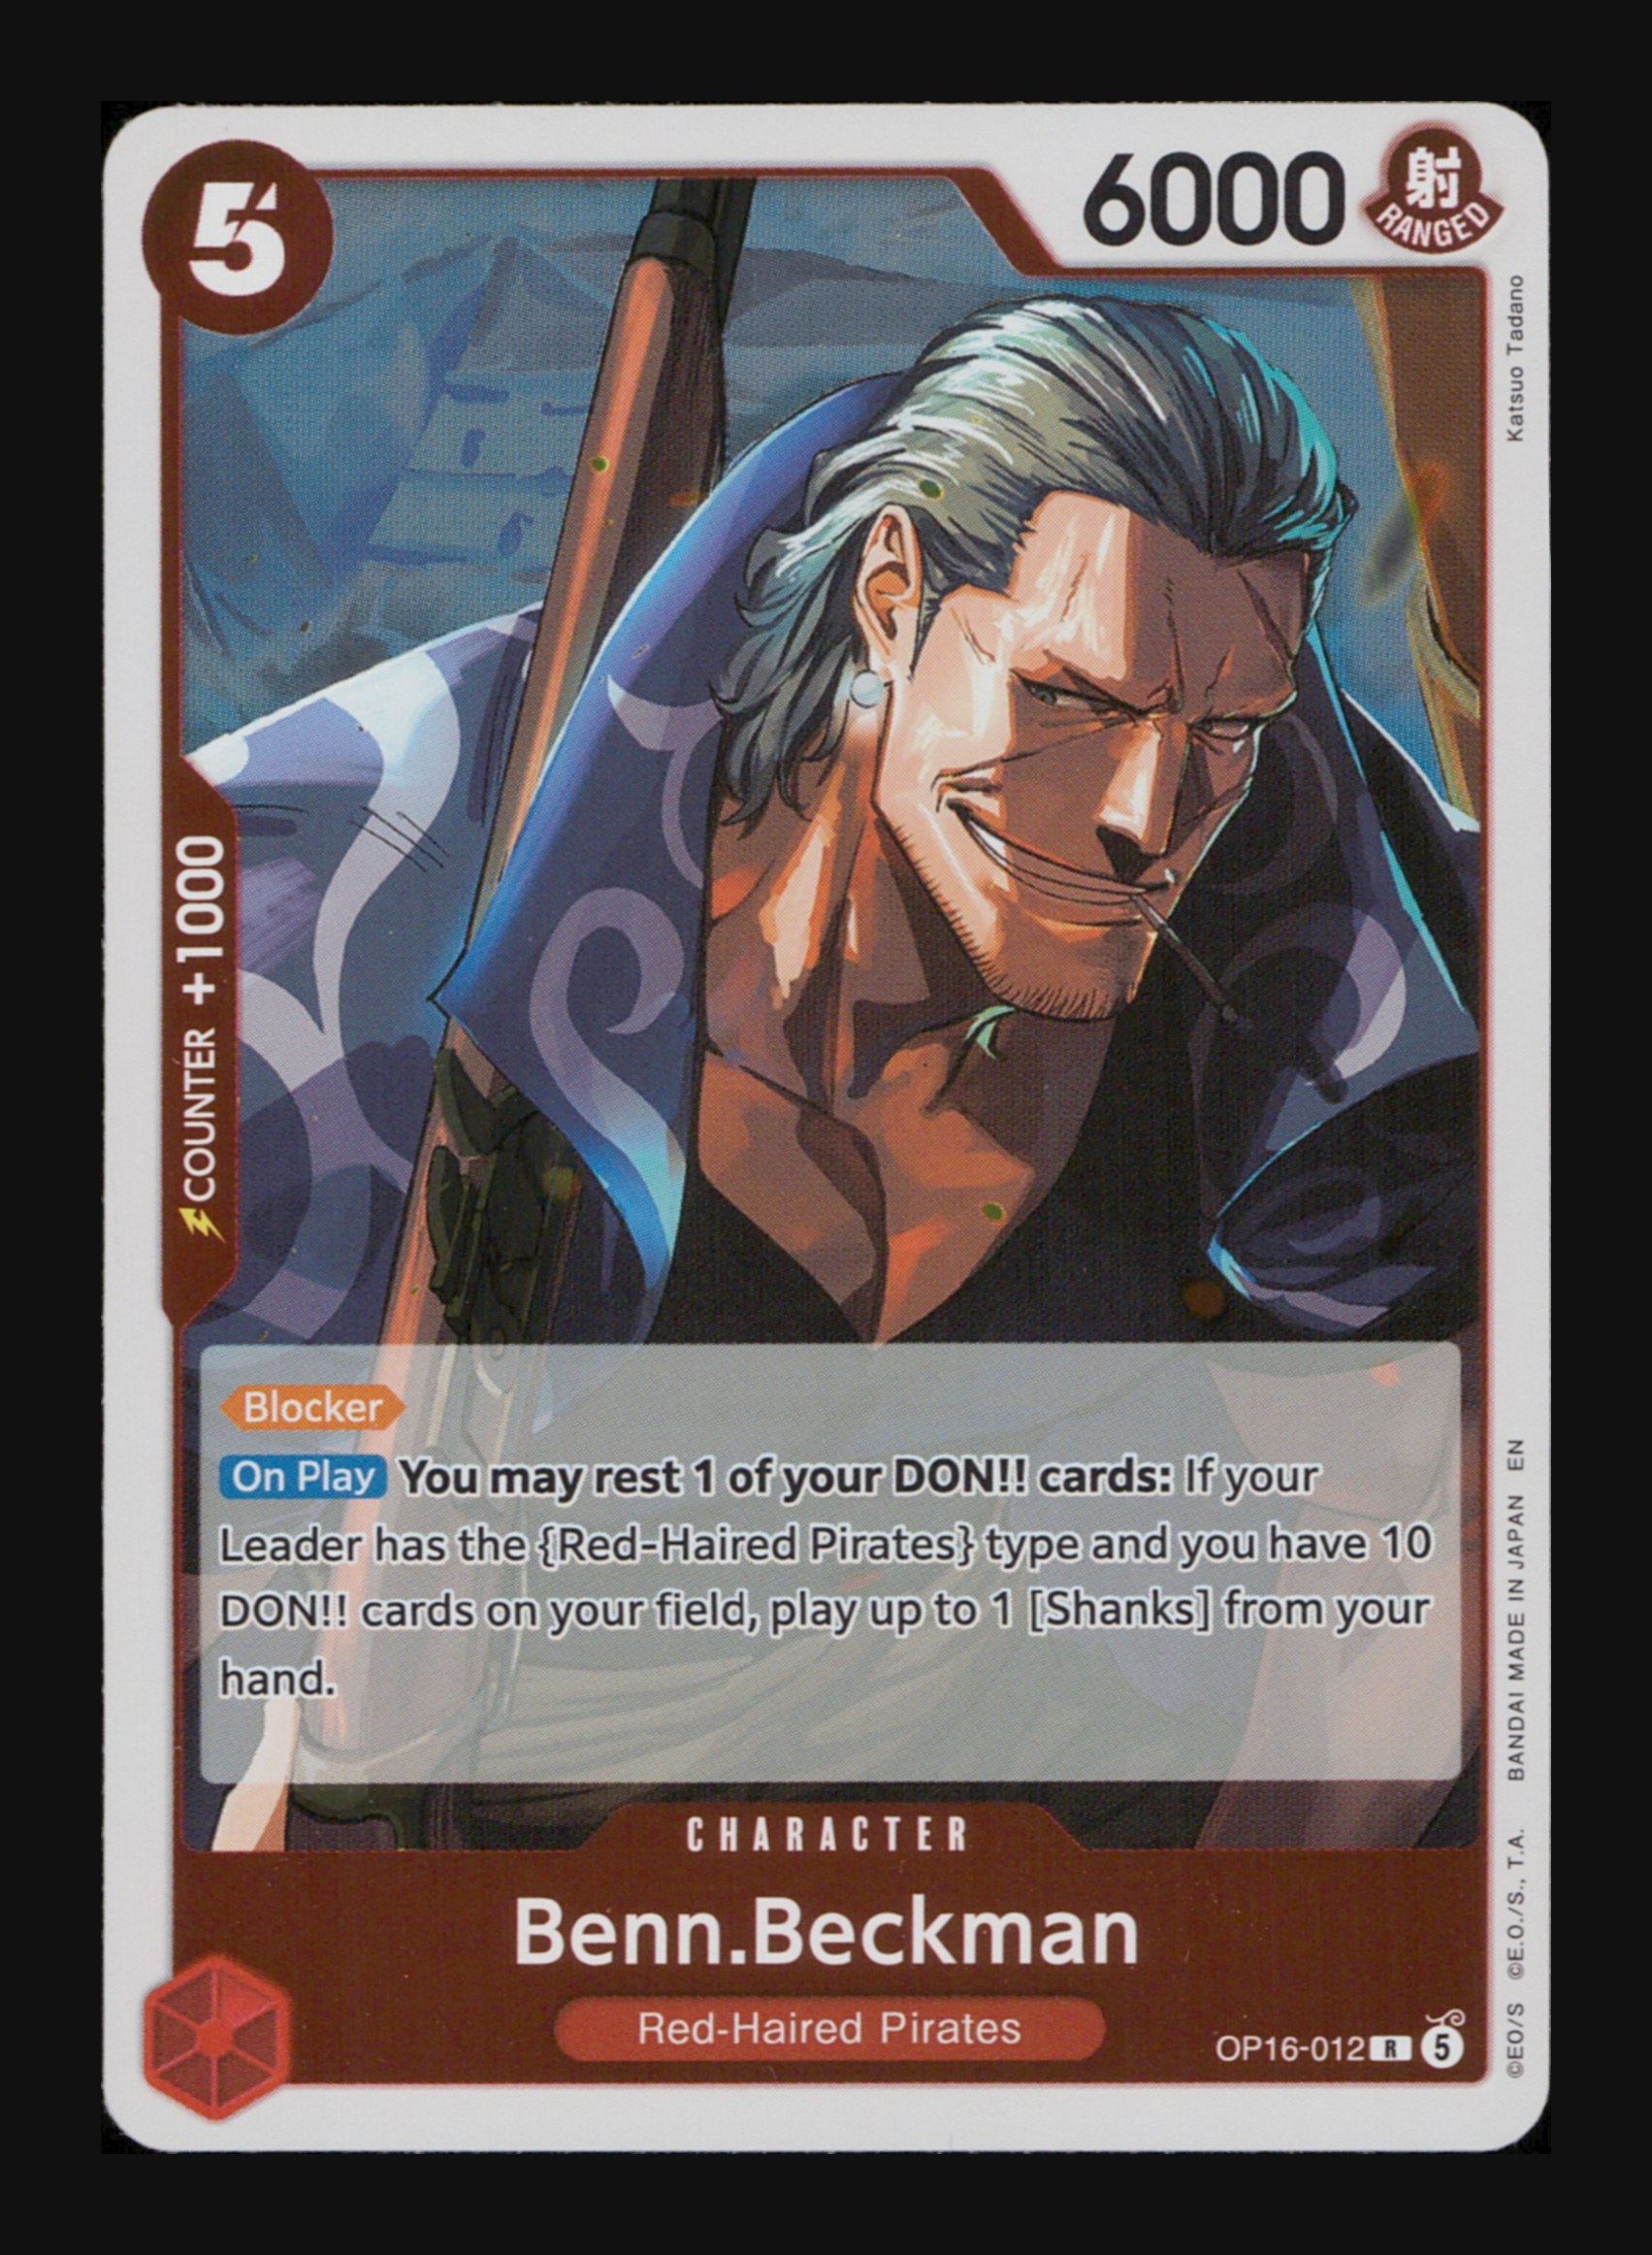 5
6000
射
RANGED
Katsuo Tadano
COUNTER +1000
Blocker
On Play You may rest 1 of your DON!! cards: If your
Leader has the {Red-Haired Pirates} type and you have 10
DON!! cards on your field, play up to 1 [Shanks] from your
hand.
CHARACTER
Benn.Beckman
Red-Haired Pirates
OP16-012 R 5
©EO/S ©E.O./S., T.A. BANDAI MADE IN JAPAN EN